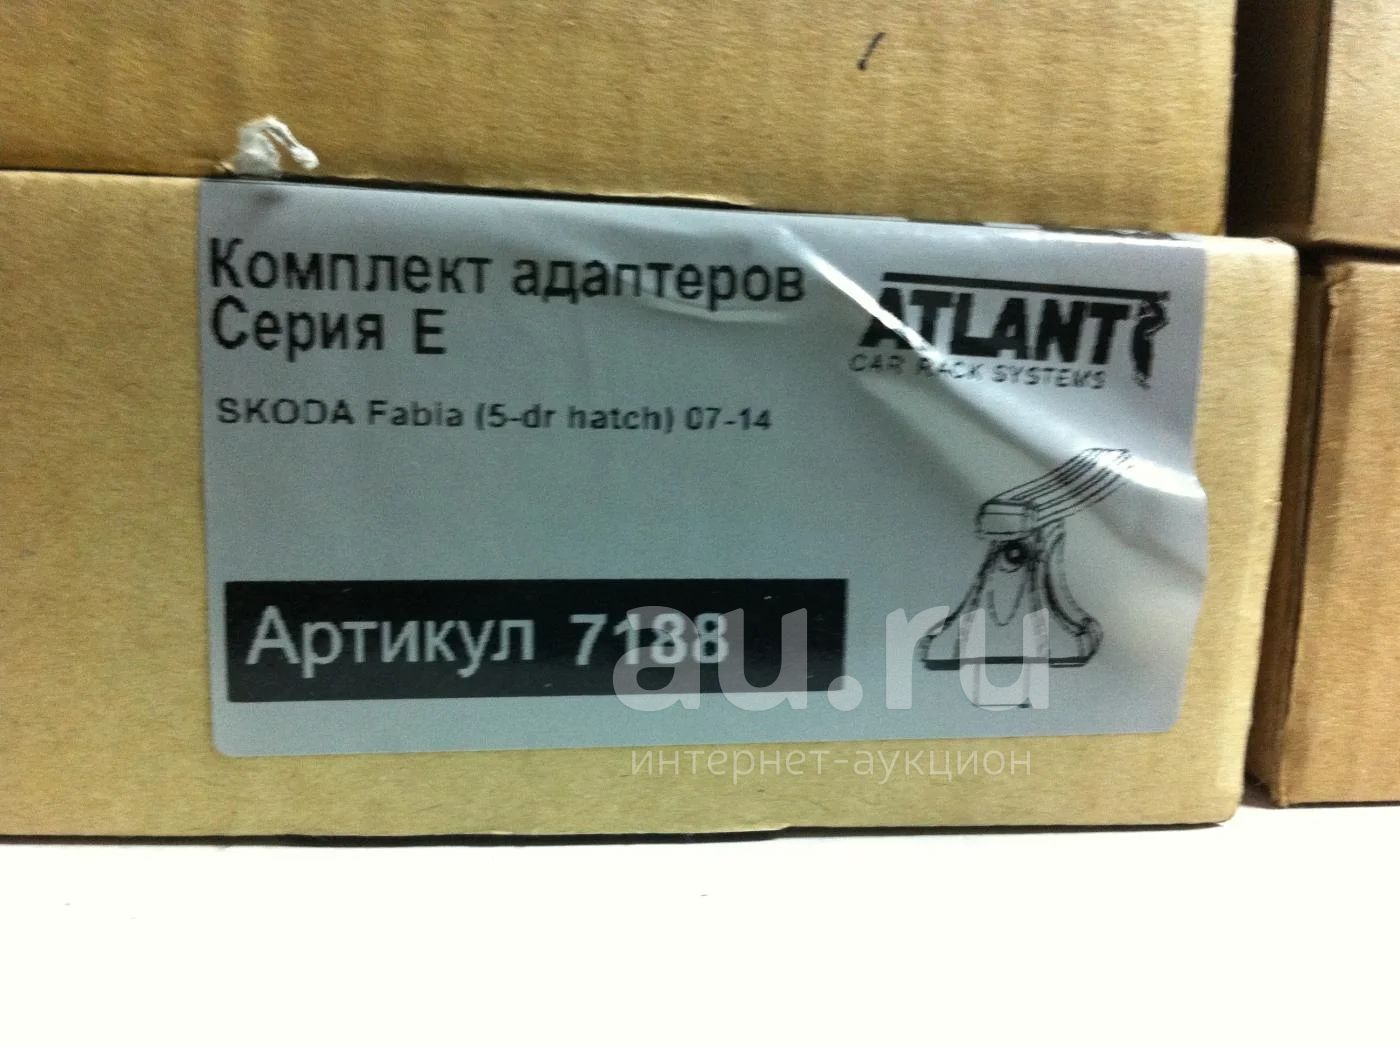 Комплект адаптеров
Серия E
ATLANT
CAR RACK SYSTEMS
SKODA Fabia (5-dr hatch) 07-14
Артикул 7188
au.ru
интернет-аукцион